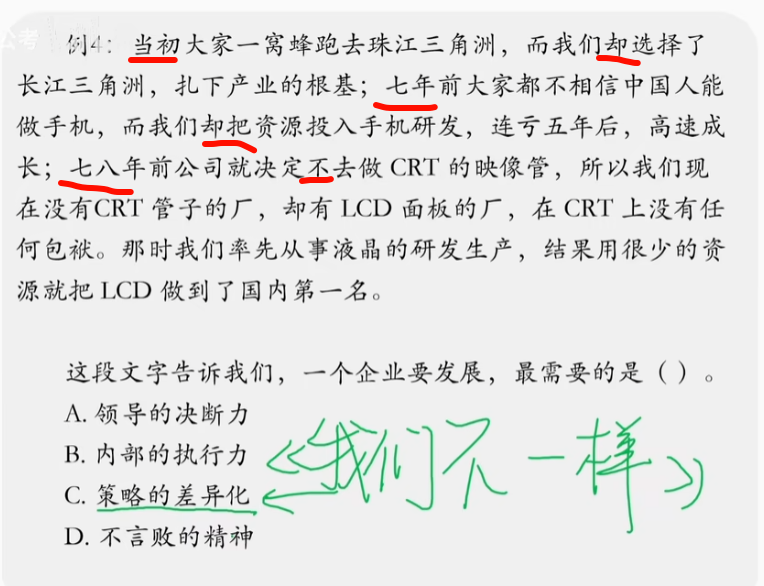 公考
例4：当初大家一窝蜂跑去珠江三角洲，而我们却选择了
长江三角洲，扎下产业的根基；七年前大家都不相信中国人能
做手机，而我们却把资源投入手机研发，连亏五年后，高速成
长；七八年前公司就决定不去做 CRT 的映像管，所以我们现
在没有CRT 管子的厂，却有 LCD 面板的厂，在 CRT 上没有任
何包袱。那时我们率先从事液晶的研发生产，结果用很少的资
源就把 LCD 做到了国内第一名。
这段文字告诉我们，一个企业要发展，最需要的是（ ）。
A. 领导的决断力
B. 内部的执行力
C. 策略的差异化
D. 不言败的精神
《我们不一样》